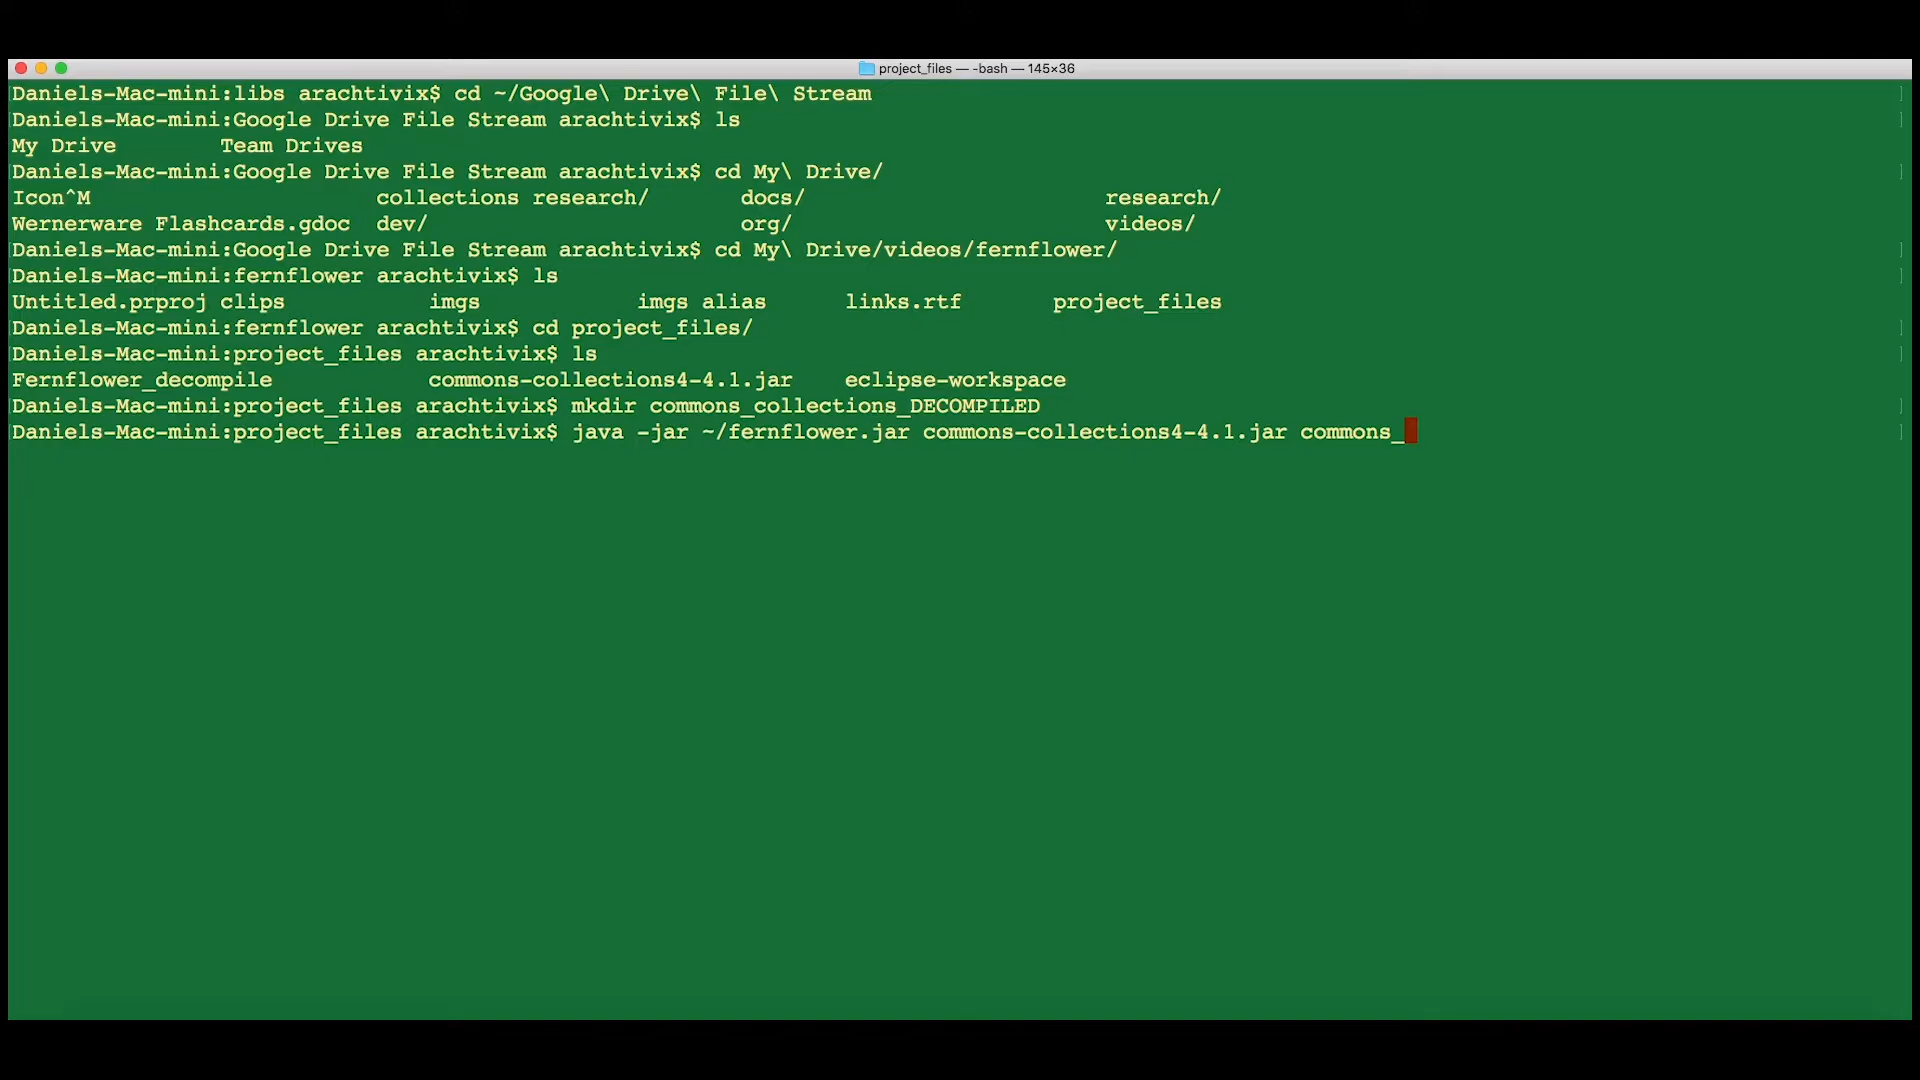 project_files — -bash — 145×36
Daniels-Mac-mini:libs arachtivix$ cd ~/Google\ Drive\ File\ Stream
Daniels-Mac-mini:Google Drive File Stream arachtivix$ ls
My Drive Team Drives
Daniels-Mac-mini:Google Drive File Stream arachtivix$ cd My\ Drive/
Icon^M collections research/ docs/ research/
Wernerware Flashcards.gdoc dev/ org/ videos/
Daniels-Mac-mini:Google Drive File Stream arachtivix$ cd My\ Drive/videos/fernflower/
Daniels-Mac-mini:fernflower arachtivix$ ls
Untitled.prproj clips imgs imgs alias links.rtf project_files
Daniels-Mac-mini:fernflower arachtivix$ cd project_files/
Daniels-Mac-mini:project_files arachtivix$ ls
Fernflower_decompile commons-collections4-4.1.jar eclipse-workspace
Daniels-Mac-mini:project_files arachtivix$ mkdir commons_collections_DECOMPILED
Daniels-Mac-mini:project_files arachtivix$ java -jar ~/fernflower.jar commons-collections4-4.1.jar commons_